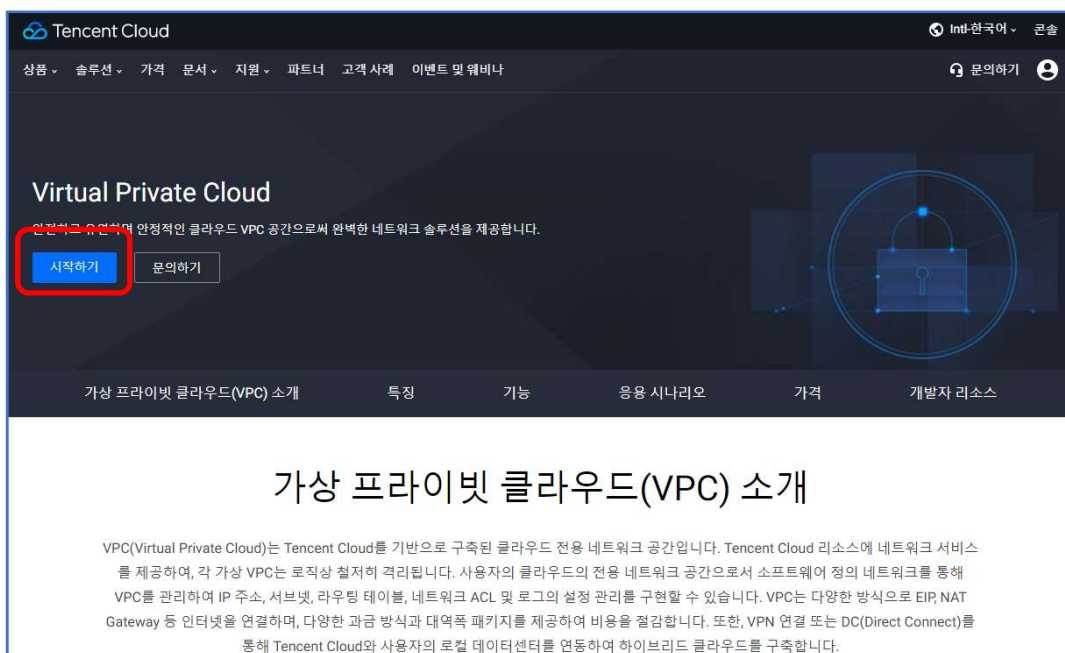 Tencent Cloud
Intl-한국어
콘솔
상품 솔루션 가격 문서 지원 파트너 고객 사례 이벤트 및 웨비나
문의하기
Virtual Private Cloud
안전하고 유연하며 안정적인 클라우드 VPC 공간으로써 완벽한 네트워크 솔루션을 제공합니다.
시작하기 문의하기
가상 프라이빗 클라우드(VPC) 소개 특징 기능 응용 시나리오 가격 개발자 리소스
가상 프라이빗 클라우드(VPC) 소개
VPC(Virtual Private Cloud)는 Tencent Cloud를 기반으로 구축된 클라우드 전용 네트워크 공간입니다. Tencent Cloud 리소스에 네트워크 서비스
를 제공하여, 각 가상 VPC는 로직상 철저히 격리됩니다. 사용자의 클라우드의 전용 네트워크 공간으로서 소프트웨어 정의 네트워크를 통해
VPC를 관리하여 IP 주소, 서브넷, 라우팅 테이블, 네트워크 ACL 및 로그의 설정 관리를 구현할 수 있습니다. VPC는 다양한 방식으로 EIP, NAT
Gateway 등 인터넷을 연결하며, 다양한 과금 방식과 대역폭 패키지를 제공하여 비용을 절감합니다. 또한, VPN 연결 또는 DC(Direct Connect)를
통해 Tencent Cloud와 사용자의 로컬 데이터센터를 연동하여 하이브리드 클라우드를 구축합니다.